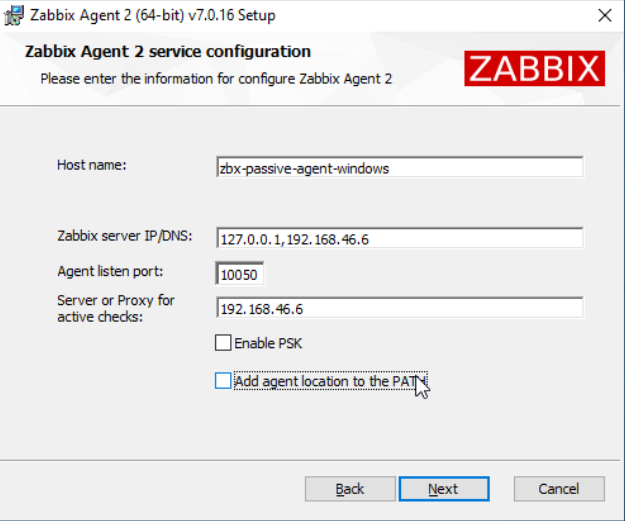 Zabbix Agent 2 (64-bit) v7.0.16 Setup
Zabbix Agent 2 service configuration
Please enter the information for configure Zabbix Agent 2
ZABBIX
Host name: zbx-passive-agent-windows
Zabbix server IP/DNS: 127.0.0.1,192.168.46.6
Agent listen port: 10050
Server or Proxy for
active checks: 192.168.46.6
Enable PSK
Add agent location to the PATH
Back Next Cancel